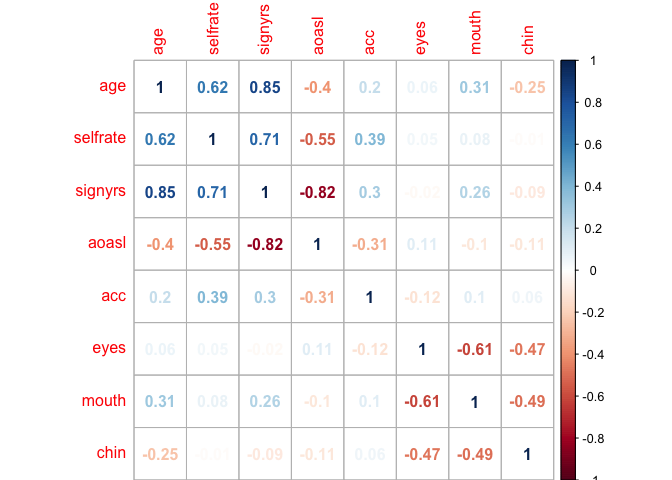 age selfrate signyrs aoasl acc eyes mouth chin
age 1 0.62 0.85 -0.4 0.2 0.06 0.31 -0.25
selfrate 0.62 1 0.71 -0.55 0.39 0.05 0.08
signyrs 0.85 0.71 1 -0.82 0.3 -0.02 0.26 -0.09
aoasl -0.4 -0.55 -0.82 1 -0.31 0.11 -0.1 -0.11
acc 0.2 0.39 0.3 -0.31 1 -0.12 0.1 0.06
eyes 0.06 0.05 -0.02 0.11 -0.12 1 -0.61 -0.47
mouth 0.31 0.08 0.26 -0.1 0.1 -0.61 1 -0.49
chin -0.25 -0.09 -0.11 0.06 -0.47 -0.49 1
1
0.8
0.6
0.4
0.2
0
-0.2
-0.4
-0.6
-0.8
-1